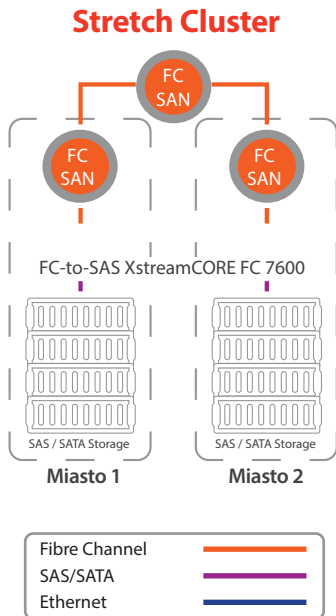 Stretch Cluster
FC
SAN
FC
SAN
FC
SAN
FC-to-SAS XstreamCORE FC 7600
SAS / SATA Storage
SAS / SATA Storage
Miasto 1
Miasto 2
Fibre Channel
SAS/SATA
Ethernet